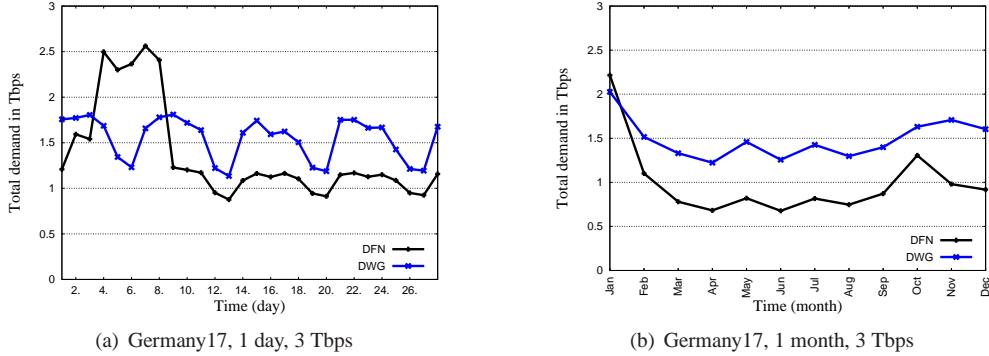 3
2.5
2
1.5
1
0.5
0
Total demand in Tbps
2. 4. 6. 8. 10. 12. 14. 16. 18. 20. 22. 24. 26.
Time (day)
DFN
DWG
(a) Germany17, 1 day, 3 Tbps
3
2.5
2
1.5
1
0.5
0
Total demand in Tbps
Jan Feb Mar Apr May Jun Jul Aug Sep Oct Nov Dec
Time (month)
DFN
DWG
(b) Germany17, 1 month, 3 Tbps